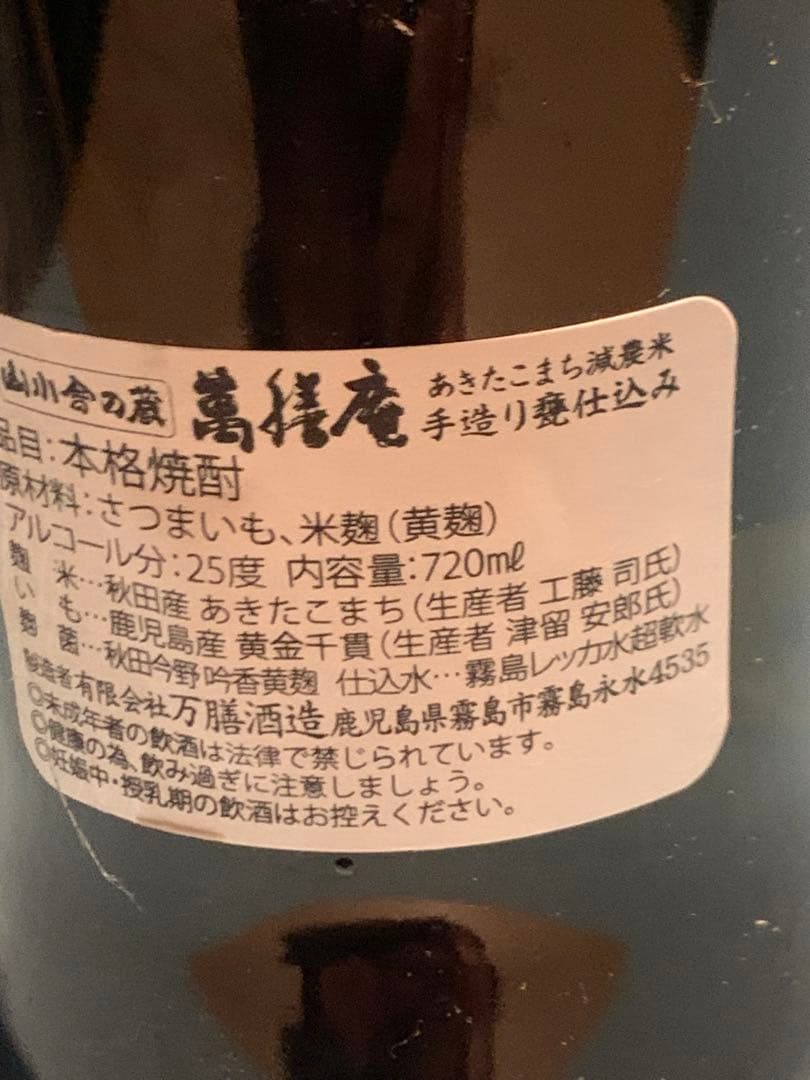 山小舎の蔵 萬膳庵 あきたこまち減農米
手造り甕仕込み
品目:本格焼酎
原材料:さつまいも、米麹(黄麹)
アルコール分:25度 内容量:720ml
麹 米…秋田産 あきたこまち(生産者 工藤 司氏)
い も…鹿児島産 黄金千貫(生産者 津留 安郎氏)
麹 菌…秋田今野 吟香黄麹 仕込水…霧島レッカ水超軟水
製造者有限会社万膳酒造 鹿児島県霧島市霧島永水4535
◎未成年者の飲酒は法律で禁じられています。
◎健康の為、飲み過ぎに注意しましょう。
◎妊娠中・授乳期の飲酒はお控えください。